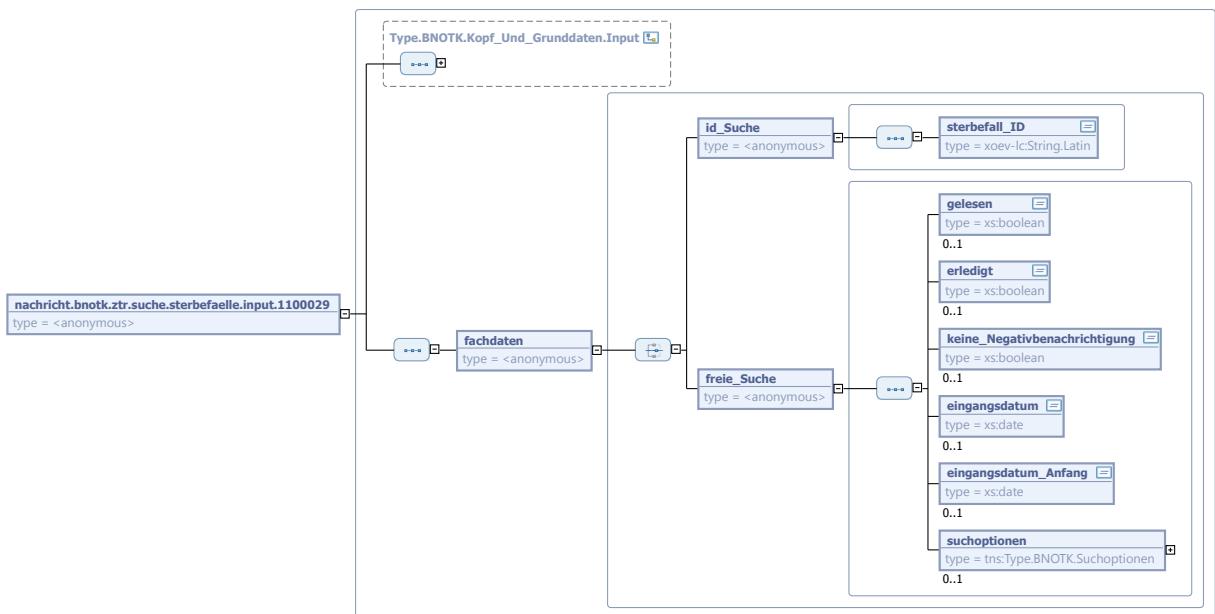 Type.BNOTK.Kopf_Und_Grunddaten.Input
id_Suche
type = <anonymous>
sterbefall_ID
type = xoev-lc:String.Latin
gelesen
type = xs:boolean
0..1
erledigt
type = xs:boolean
0..1
nachricht.bnotk.ztr.suche.sterbefaelle.input.1100029
type = <anonymous>
fachdaten
type = <anonymous>
keine_Negativbenachrichtigung
type = xs:boolean
0..1
freie_Suche
type = <anonymous>
eingangsdatum
type = xs:date
0..1
eingangsdatum_Anfang
type = xs:date
0..1
suchoptionen
type = tns:Type.BNOTK.Suchoptionen
0..1